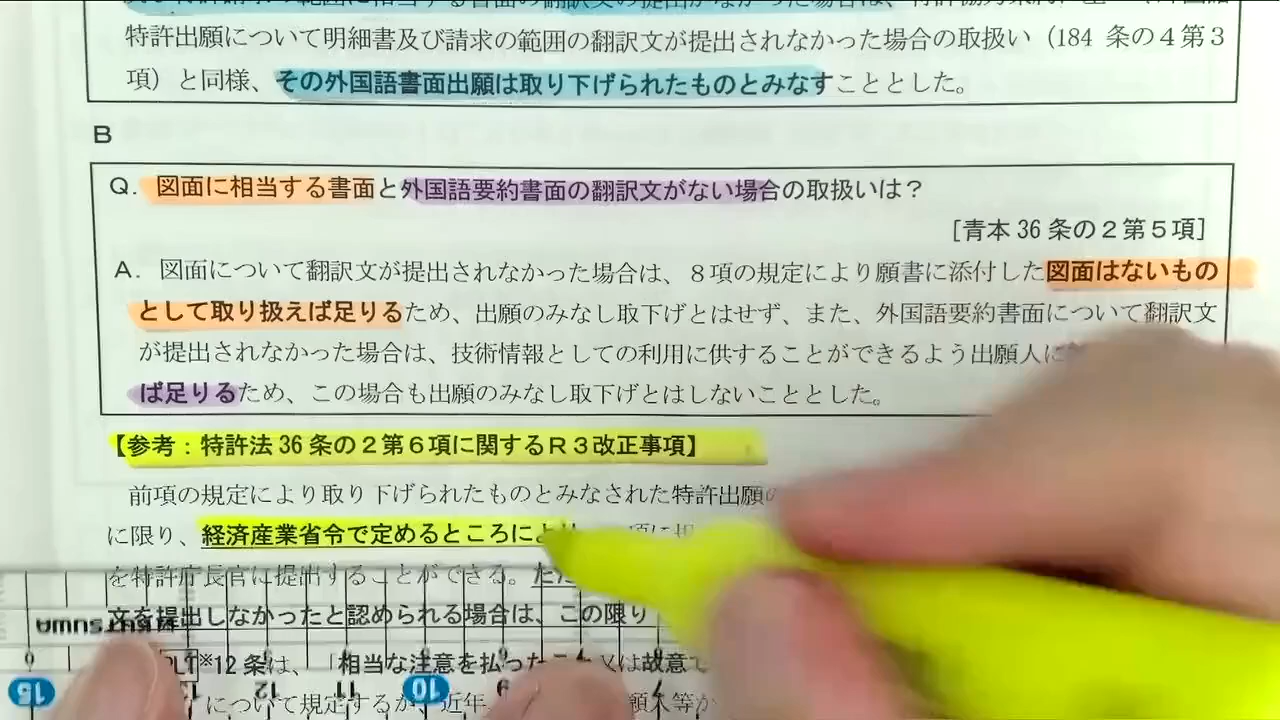 特許出願について明細書及び請求の範囲の翻訳文が提出されなかった場合の取扱い（184 条の４第３
項）と同様、その外国語書面出願は取り下げられたものとみなすこととした。
B
Q．図面に相当する書面と外国語要約書面の翻訳文がない場合の取扱いは？
[青本 36 条の２第５項]
A．図面について翻訳文が提出されなかった場合は、８項の規定により願書に添付した図面はないもの
として取り扱えば足りるため、出願のみなし取下げとはせず、また、外国語要約書面について翻訳文
が提出されなかった場合は、技術情報としての利用に供することができるよう出願人に
ば足りるため、この場合も出願のみなし取下げとはしないこととした。
【参考：特許法 36 条の２第６項に関するＲ３改正事項】
前項の規定により取り下げられたものとみなされた特許出願の
に限り、経済産業省令で定めるところによ
を特許庁長官に提出することができる。ただ
文を提出しなかったと認められる場合は、この限り
PLT※12 条は、「相当な注意を払ったこと又は故意で
について規定するが、近年、 願人等か
15 12 11 10 9